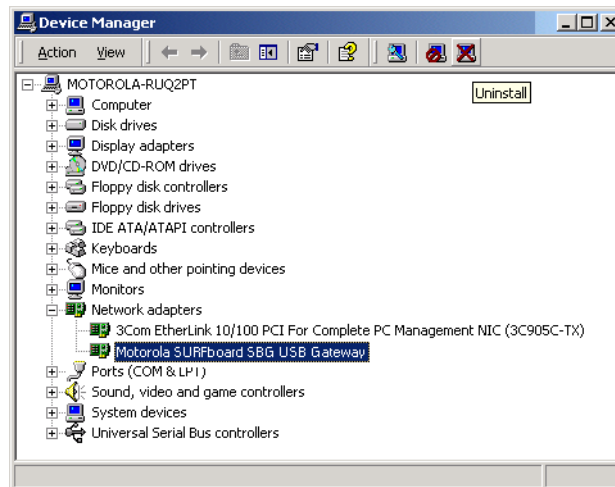 Device Manager
Action View
Uninstall
MOTOROLA-RUQ2PT
Computer
Disk drives
Display adapters
DVD/CD-ROM drives
Floppy disk controllers
Floppy disk drives
IDE ATA/ATAPI controllers
Keyboards
Mice and other pointing devices
Monitors
Network adapters
3Com EtherLink 10/100 PCI For Complete PC Management NIC (3C905C-TX)
Motorola SURFboard SBG USB Gateway
Ports (COM & LPT)
Sound, video and game controllers
System devices
Universal Serial Bus controllers